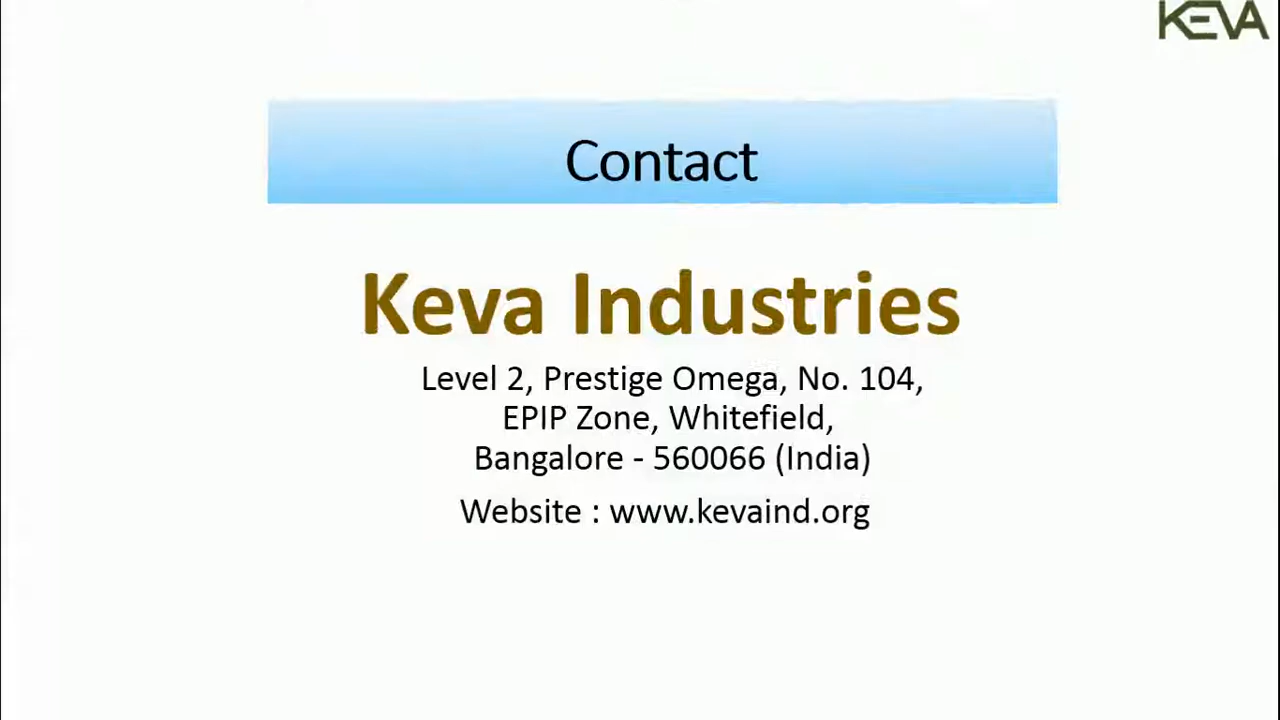 KEVA
Contact
Keva Industries
Level 2, Prestige Omega, No. 104,
EPIP Zone, Whitefield,
Bangalore - 560066 (India)
Website : www.kevaind.org